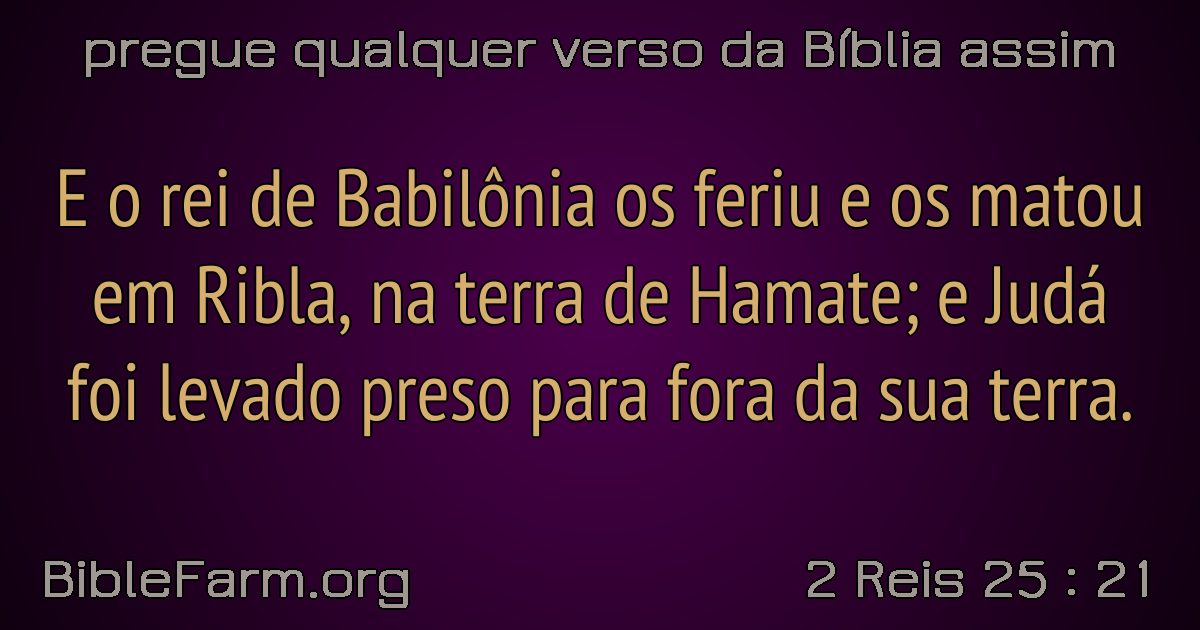 pregue qualquer verso da Bíblia assim
E o rei de Babilônia os feriu e os matou
em Ribla, na terra de Hamate; e Judá
foi levado preso para fora da sua terra.
BibleFarm.org
2 Reis 25 : 21